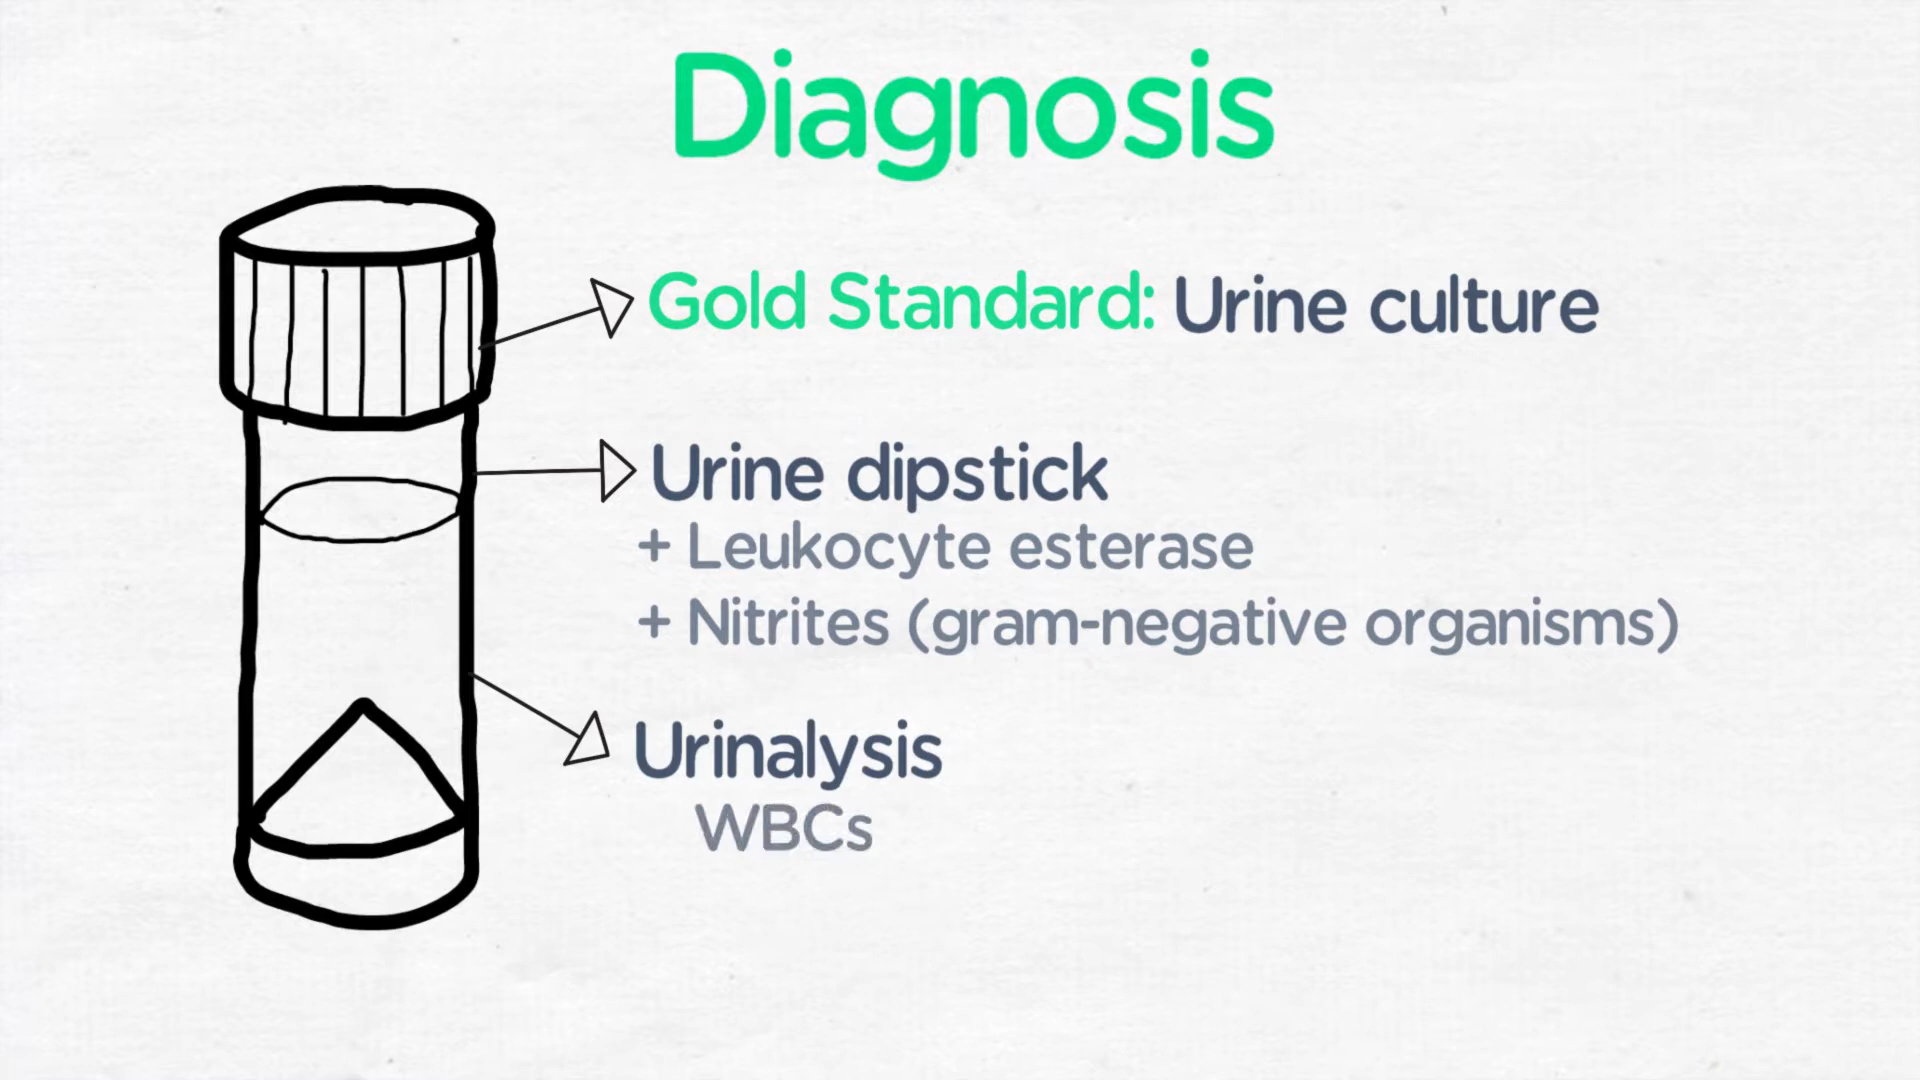 Diagnosis
Gold Standard: Urine culture
Urine dipstick
+ Leukocyte esterase
+ Nitrites (gram-negative organisms)
Urinalysis
WBCs